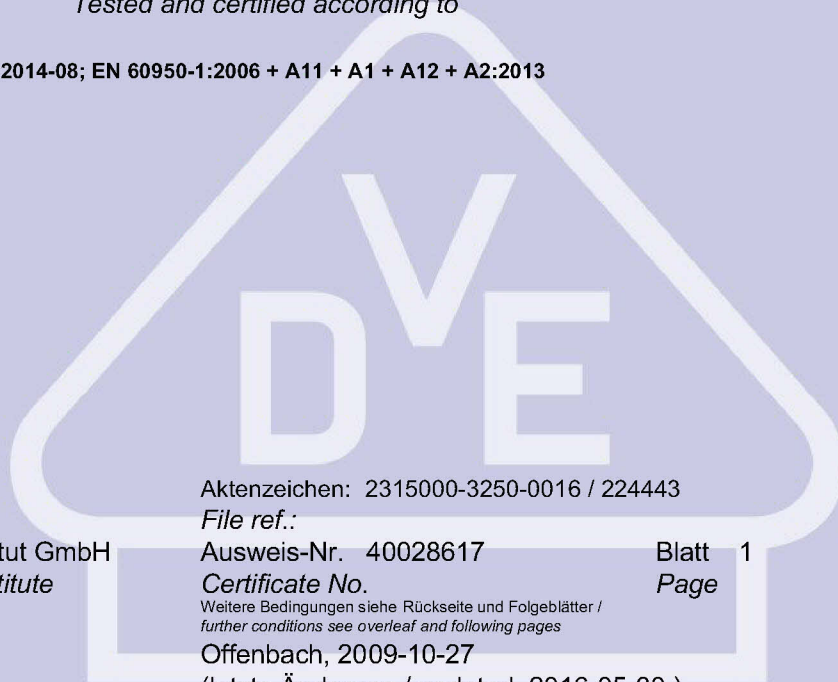 Tested and certified according to
2014-08; EN 60950-1:2006 + A11 + A1 + A12 + A2:2013
VDE
Aktenzeichen: 2315000-3250-0016 / 224443
File ref.:
tut GmbH Ausweis-Nr. 40028617 Blatt 1
titute Certificate No. Page
Weitere Bedingungen siehe Rückseite und Folgeblätter /
further conditions see overleaf and following pages
Offenbach, 2009-10-27